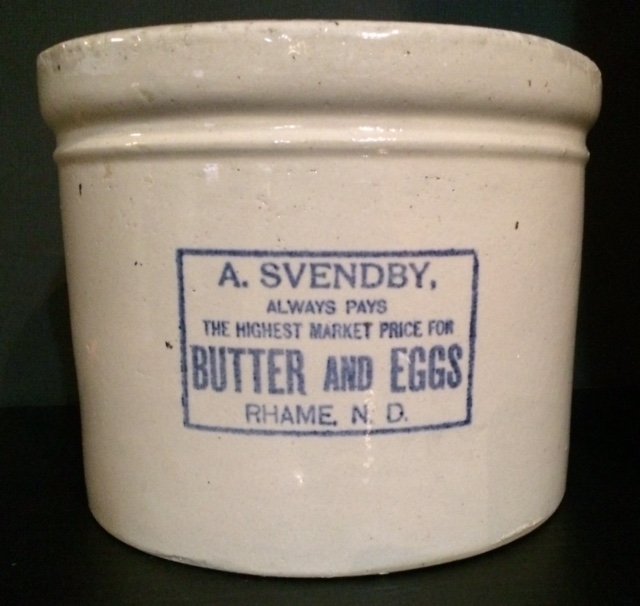 A. SVENDBY,
ALWAYS PAYS
THE HIGHEST MARKET PRICE FOR
BUTTER AND EGGS
RHAME, N. D.